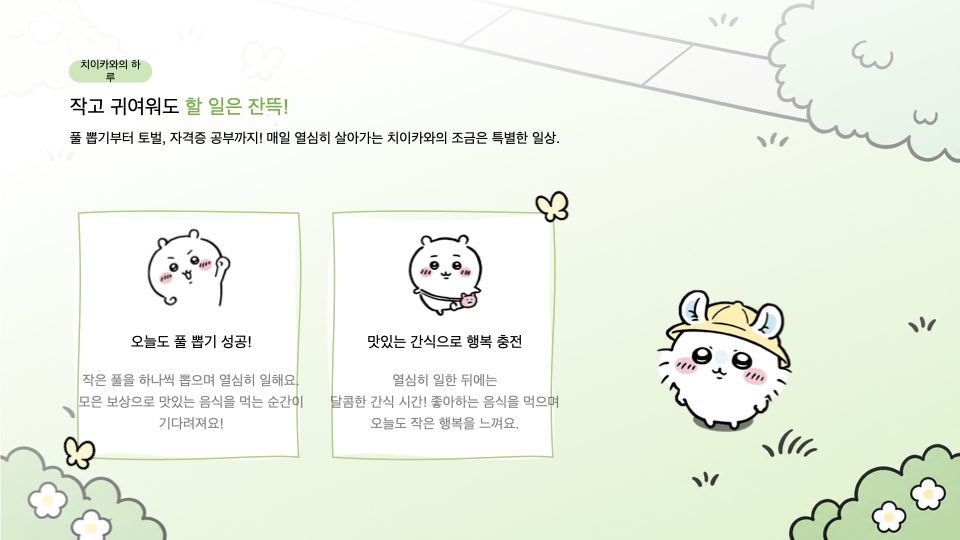 치이카와의 하
루
작고 귀여워도 할 일은 잔뜩!
풀 뽑기부터 토벌, 자격증 공부까지! 매일 열심히 살아가는 치이카와의 조금은 특별한 일상.
오늘도 풀 뽑기 성공!
작은 풀을 하나씩 뽑으며 열심히 일해요.
모은 보상으로 맛있는 음식을 먹는 순간이
기다려져요!
맛있는 간식으로 행복 충전
열심히 일한 뒤에는
달콤한 간식 시간! 좋아하는 음식을 먹으며
오늘도 작은 행복을 느껴요.